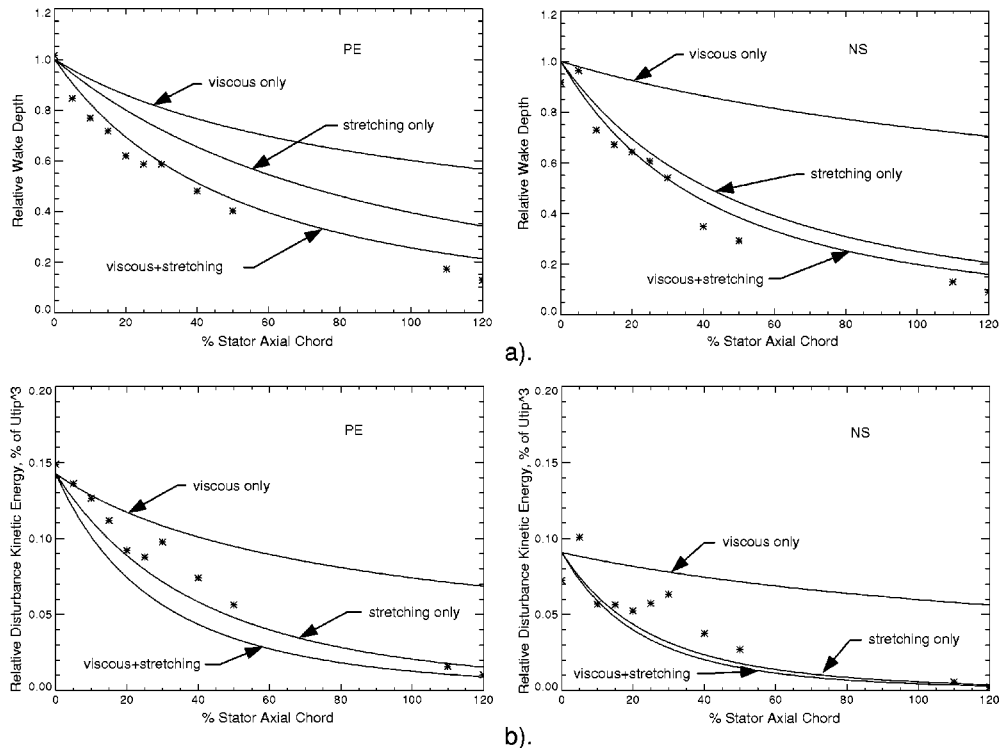 1.2
1.0
0.8
0.6
0.4
0.2
0.0
Relative Wake Depth
PE
viscous only
stretching only
viscous+stretching
0 20 40 60 80 100 120
% Stator Axial Chord
1.2
1.0
0.8
0.6
0.4
0.2
0.0
Relative Wake Depth
NS
viscous only
stretching only
viscous+stretching
0 20 40 60 80 100 120
% Stator Axial Chord
a).
0.20
0.15
0.10
0.05
0.00
Relative Disturbance Kinetic Energy, % of Utip^3
PE
viscous only
stretching only
viscous+stretching
0 20 40 60 80 100 120
% Stator Axial Chord
0.20
0.15
0.10
0.05
0.00
Relative Disturbance Kinetic Energy, % of Utip^3
NS
viscous only
stretching only
viscous+stretching
0 20 40 60 80 100 120
% Stator Axial Chord
b).